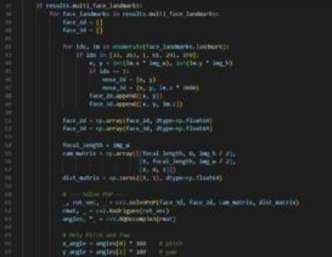 if results.multi_face_landmarks:
for face_landmarks in results.multi_face_landmarks:
face_2d = []
face_3d = []
for idx, lm in enumerate(face_landmarks.landmark):
if idx in [33, 263, 1, 61, 291, 199]:
x, y = int(lm.x * img_w), int(lm.y * img_h)
if idx == 1:
nose_2d = (x, y)
nose_3d = (x, y, lm.z * 3000)
face_2d.append([x, y])
face_3d.append([x, y, lm.z])
face_2d = np.array(face_2d, dtype=np.float64)
face_3d = np.array(face_3d, dtype=np.float64)
focal_length = img_w
cam_matrix = np.array([[focal_length, 0, img_h / 2],
[0, focal_length, img_w / 2],
[0, 0, 1]])
dist_matrix = np.zeros((4, 1), dtype=np.float64)
# --- Solve PnP ---
_, rot_vec, _ = cv2.solvePnP(face_3d, face_2d, cam_matrix, dist_matrix)
rmat, _ = cv2.Rodrigues(rot_vec)
angles, *_ = cv2.RQDecomp3x3(rmat)
# Only Pitch and Yaw
x_angle = angles[0] * 360 # pitch
y_angle = angles[1] * 360 # yaw